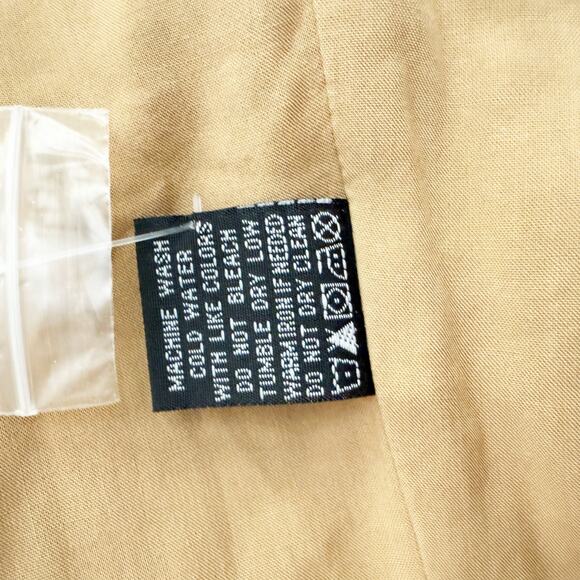 MACHINE WASH
COLD WATER
WITH LIKE COLORS
DO NOT BLEACH
TUMBLE DRY LOW
WARM IRON IF NEEDED
DO NOT DRY CLEAN